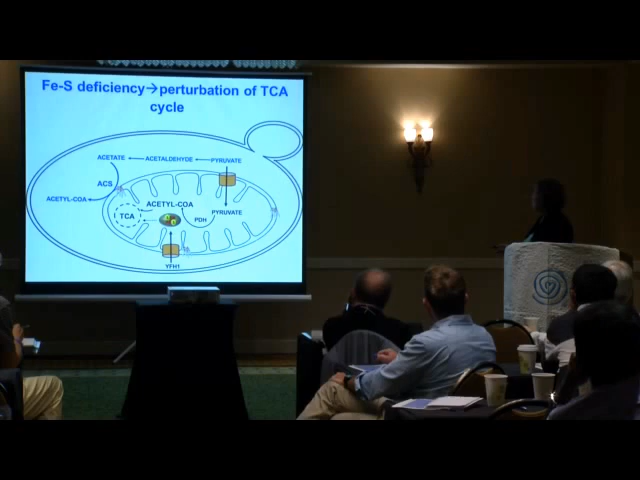 Fe-S deficiency→perturbation of TCA
cycle
ACETATE ACETALDEHYDE PYRUVATE
ACS
ACETYL-COA
ACETYL-COA
TCA
PDH
PYRUVATE
YFH1